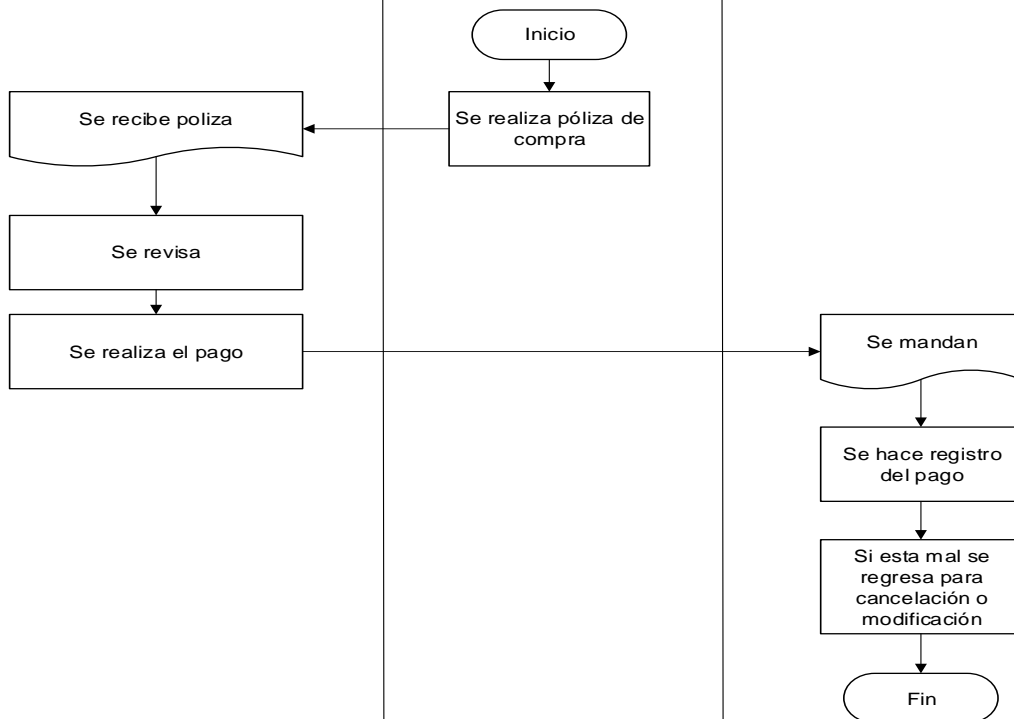 Inicio
Se realiza póliza de
compra
Se recibe poliza
Se revisa
Se realiza el pago
Se mandan
Se hace registro
del pago
Si esta mal se
regresa para
cancelación o
modificación
Fin